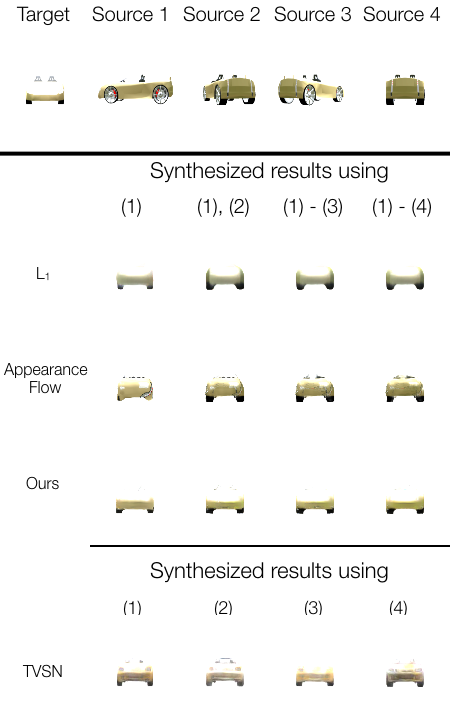 Target Source 1 Source 2 Source 3 Source 4
Synthesized results using
(1) (1), (2) (1) - (3) (1) - (4)
L₁
Appearance
Flow
Ours
Synthesized results using
(1) (2) (3) (4)
TVSN